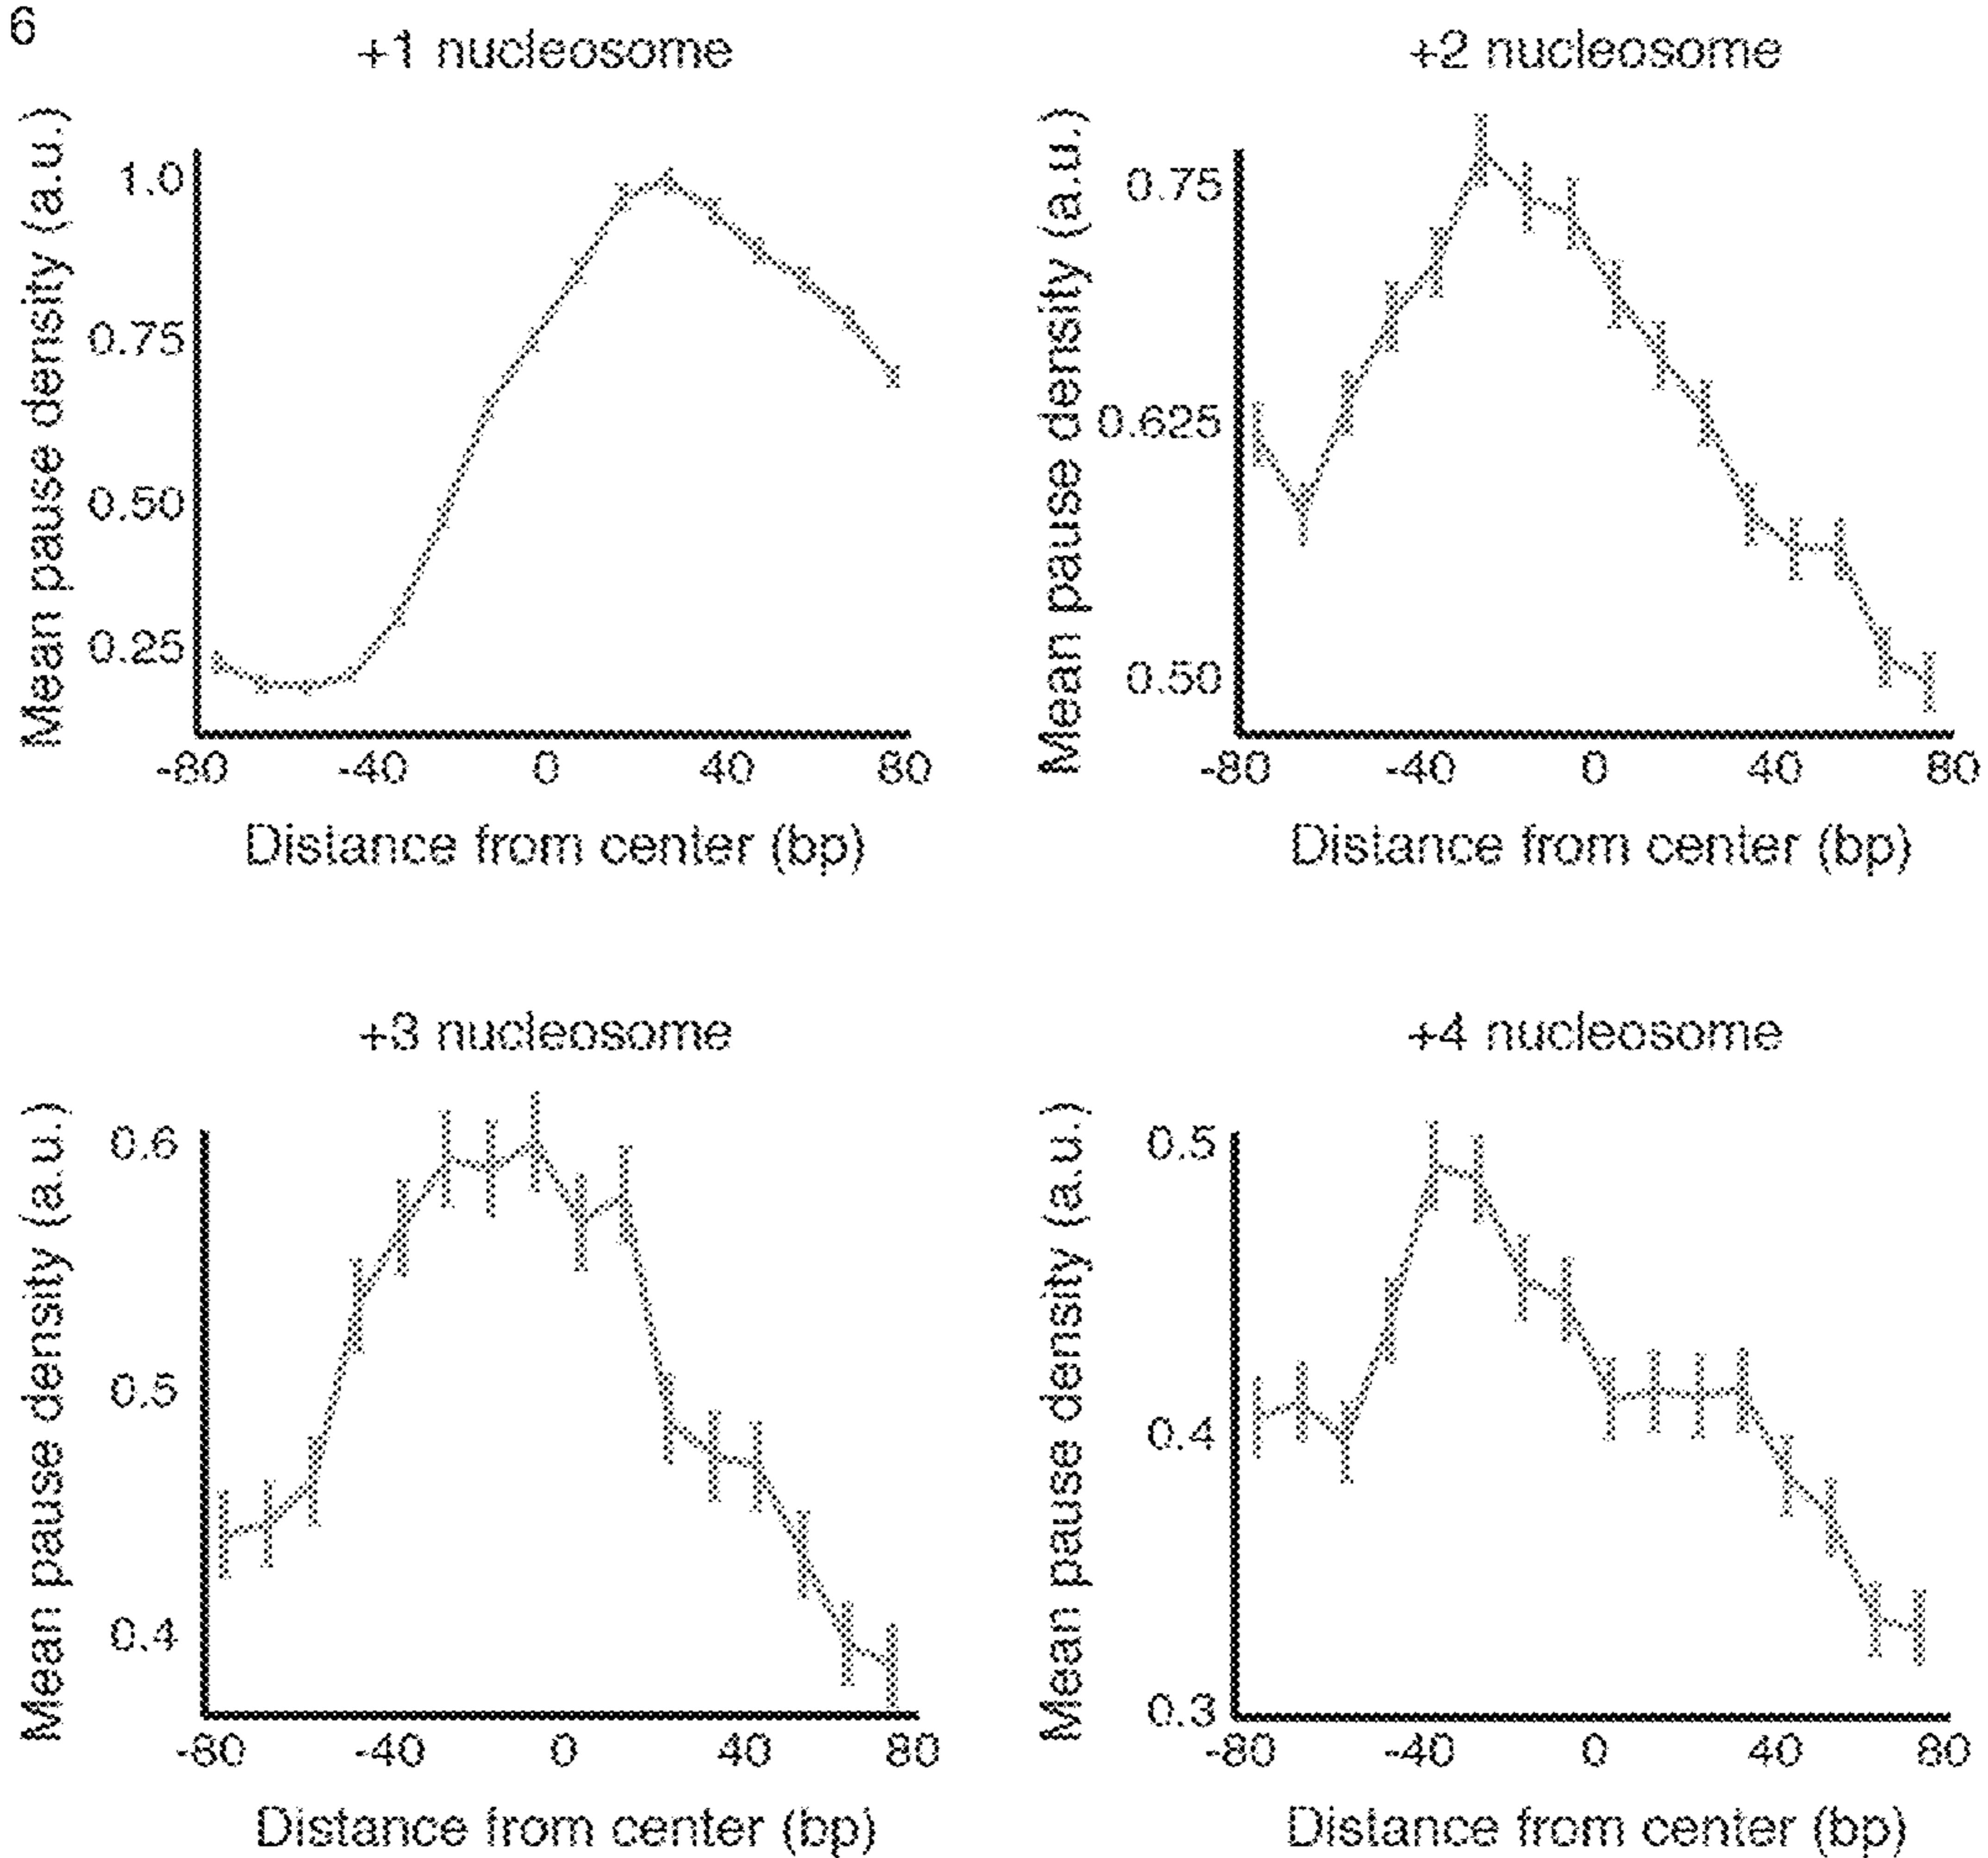 6
+1 nucleosome
Mean pause density (a.u.)
1.0
0.75
0.50
0.25
-80 -40 0 40 80
Distance from center (bp)
+2 nucleosome
Mean pause density (a.u.)
0.75
0.625
0.50
-80 -40 0 40 80
Distance from center (bp)
+3 nucleosome
Mean pause density (a.u.)
0.6
0.5
0.4
-80 -40 0 40 80
Distance from center (bp)
+4 nucleosome
Mean pause density (a.u.)
0.5
0.4
0.3
-80 -40 0 40 80
Distance from center (bp)